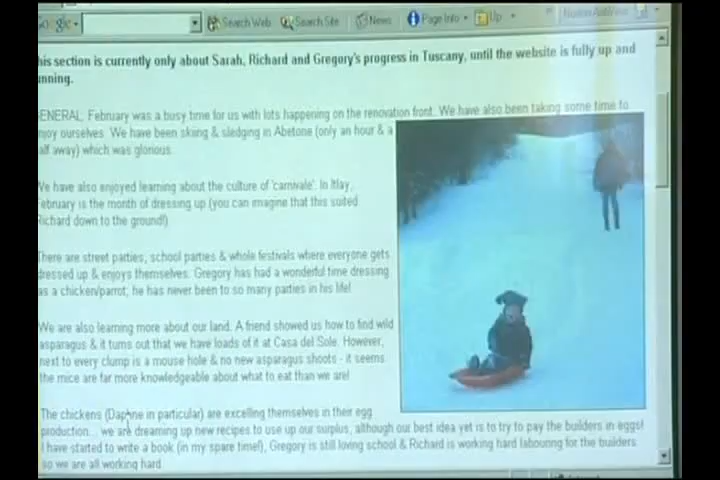 Google
Search Web
Search Site
News
Page Info
Up
his section is currently only about Sarah, Richard and Gregory's progress in Tuscany, until the website is fully up and
nning.
ENERAL: February was a busy time for us with lots happening on the renovation front. We have also been taking some time to
njoy ourselves. We have been skiing & sledging in Abetone (only an hour & a
alf away) which was glorious.
We have also enjoyed learning about the culture of 'carnivale'. In Itlay,
February is the month of dressing up (you can imagine that this suited
Richard down to the ground!)
There are street parties, school parties & whole festivals where everyone gets
dressed up & enjoys themselves. Gregory has had a wonderful time dressing
as a chicken/parrot, he has never been to so many parties in his life!
We are also learning more about our land. A friend showed us how to find wild
asparagus & it turns out that we have loads of it at Casa del Sole. However,
next to every clump is a mouse hole & no new asparagus shoots - it seems
the mice are far more knowledgeable about what to eat than we are!
The chickens (Daphne in particular) are excelling themselves in their egg
production... we are dreaming up new recipes to use up our surplus, although our best idea yet is to try to pay the builders in eggs!
I have started to write a book (in my spare time!), Gregory is still loving school & Richard is working hard labouring for the builders
so we are all working hard.